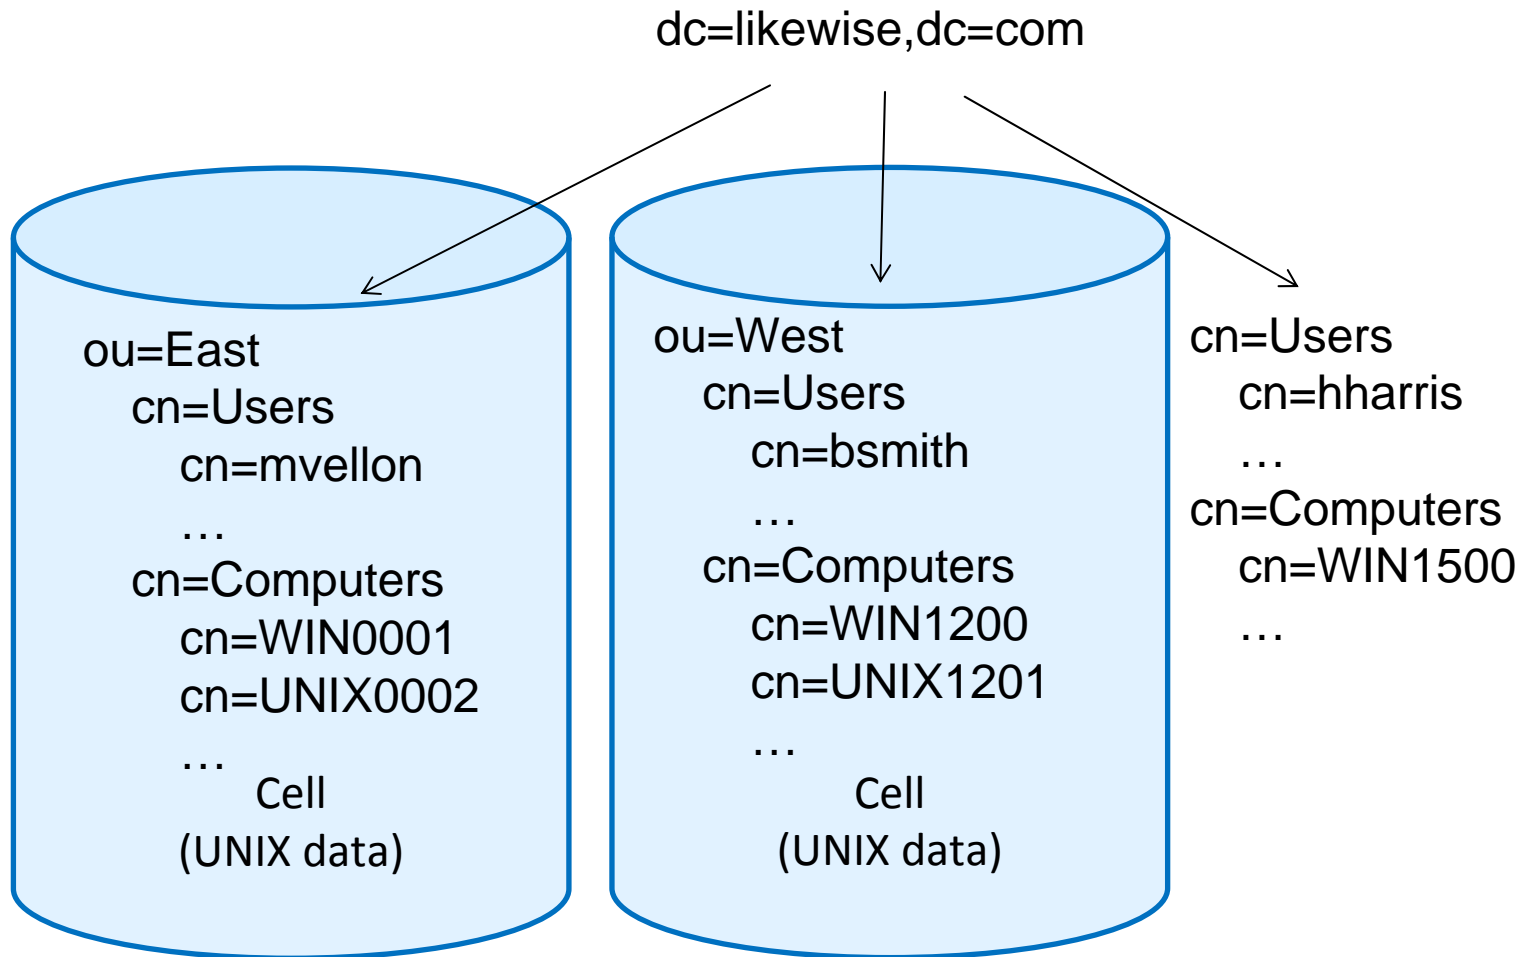 dc=likewise,dc=com
ou=East
cn=Users
cn=mvellon
…
cn=Computers
cn=WIN0001
cn=UNIX0002
…
Cell
(UNIX data)
ou=West
cn=Users
cn=bsmith
…
cn=Computers
cn=WIN1200
cn=UNIX1201
…
Cell
(UNIX data)
cn=Users
cn=hharris
…
cn=Computers
cn=WIN1500
…